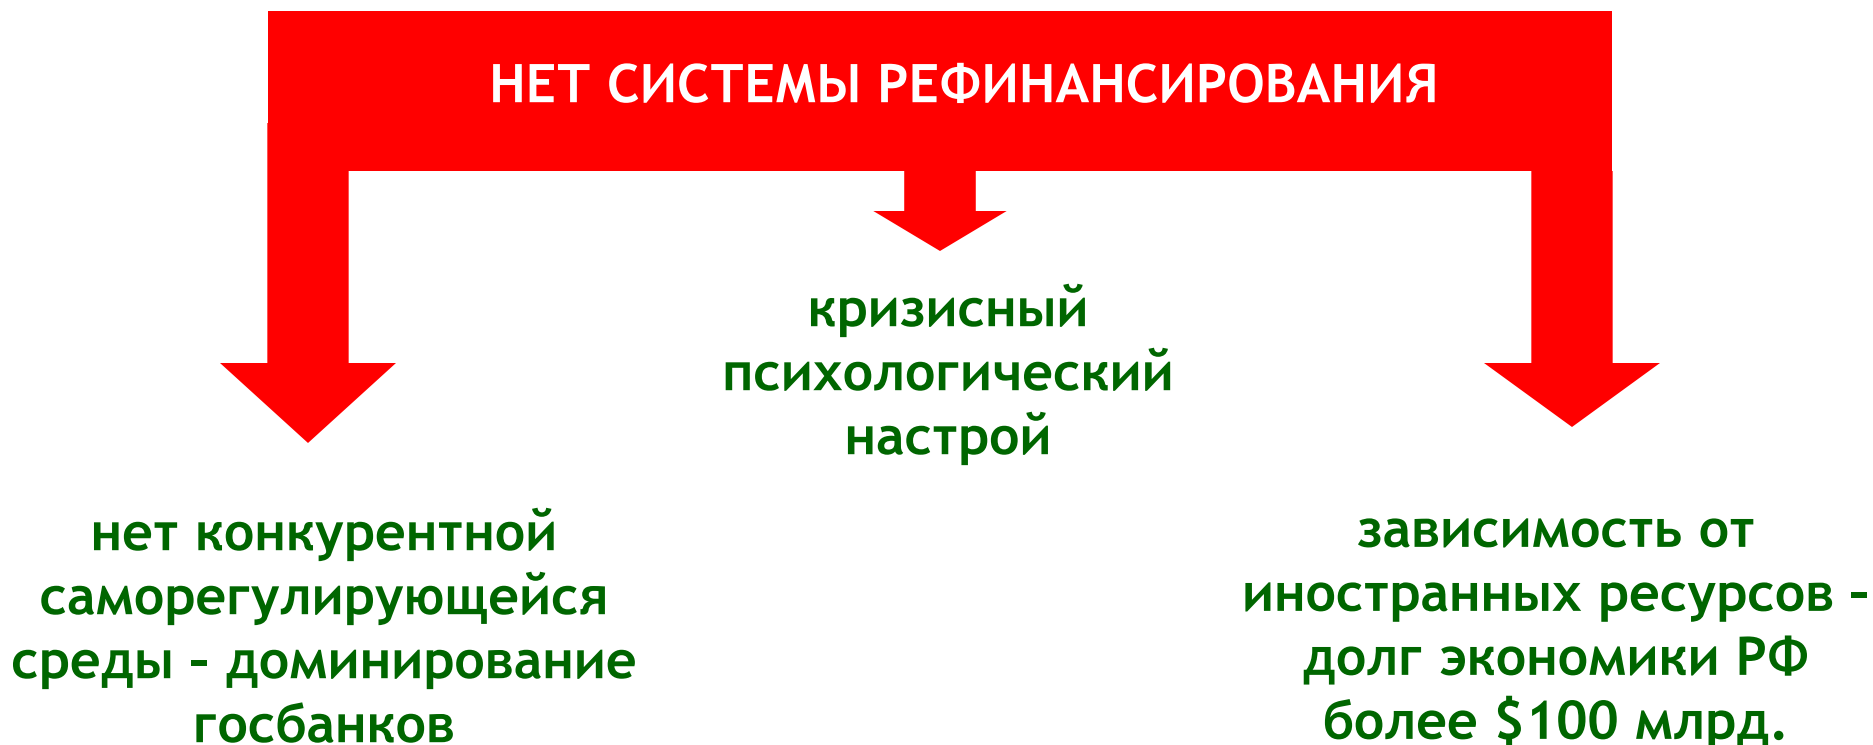 НЕТ СИСТЕМЫ РЕФИНАНСИРОВАНИЯ
кризисный
психологический
настрой
нет конкурентной
саморегулирующейся
среды – доминирование
госбанков
зависимость от
иностранных ресурсов –
долг экономики РФ
более $100 млрд.